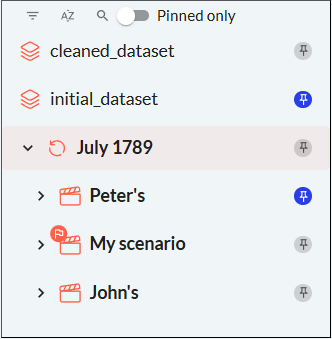 Pinned only
cleaned_dataset
initial_dataset
July 1789
Peter's
My scenario
John's